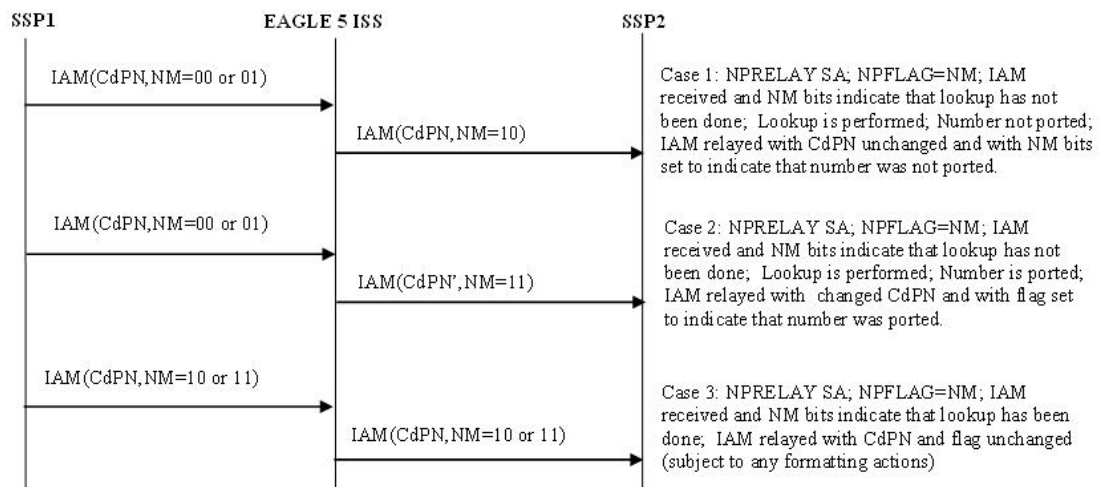 SSP1
EAGLE 5 ISS
SSP2
IAM(CdPN,NM=00 or 01)
IAM(CdPN,NM=10)
Case 1: NPRELAY SA; NPFLAG=NM; IAM
received and NM bits indicate that lookup has not
been done; Lookup is performed; Number not ported;
IAM relayed with CdPN unchanged and with NM bits
set to indicate that number was not ported.
IAM(CdPN,NM=00 or 01)
IAM(CdPN',NM=11)
Case 2: NPRELAY SA; NPFLAG=NM; IAM
received and NM bits indicate that lookup has not
been done; Lookup is performed; Number is ported;
IAM relayed with changed CdPN and with flag set
to indicate that number was ported.
IAM(CdPN,NM=10 or 11)
IAM(CdPN,NM=10 or 11)
Case 3: NPRELAY SA; NPFLAG=NM; IAM
received and NM bits indicate that lookup has been
done; IAM relayed with CdPN and flag unchanged
(subject to any formatting actions)